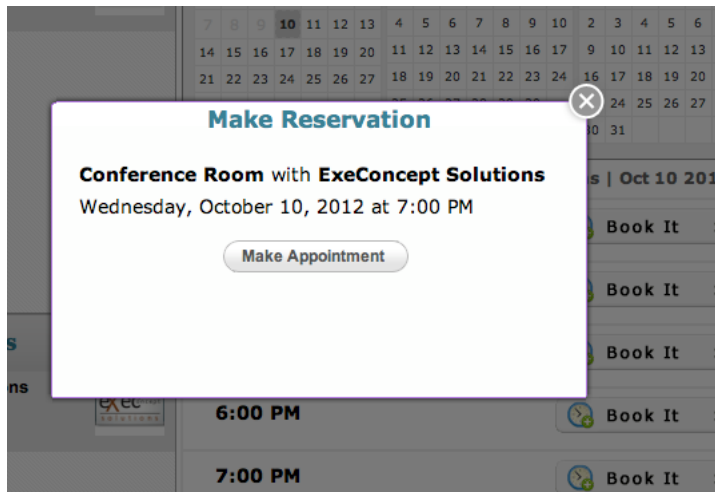 7 8 9 10 11 12 13 4 5 6 7 8 9 10 2 3 4 5 6
14 15 16 17 18 19 20 11 12 13 14 15 16 17 9 10 11 12 13
21 22 23 24 25 26 27 18 19 20 21 22 23 24 16 17 18 19 20
24 25 26 27
30 31
Make Reservation
Conference Room with ExeConcept Solutions
Wednesday, October 10, 2012 at 7:00 PM
Make Appointment
s | Oct 10 201
Book It
Book It
Book It
s
ns
solutions
6:00 PM Book It
7:00 PM Book It